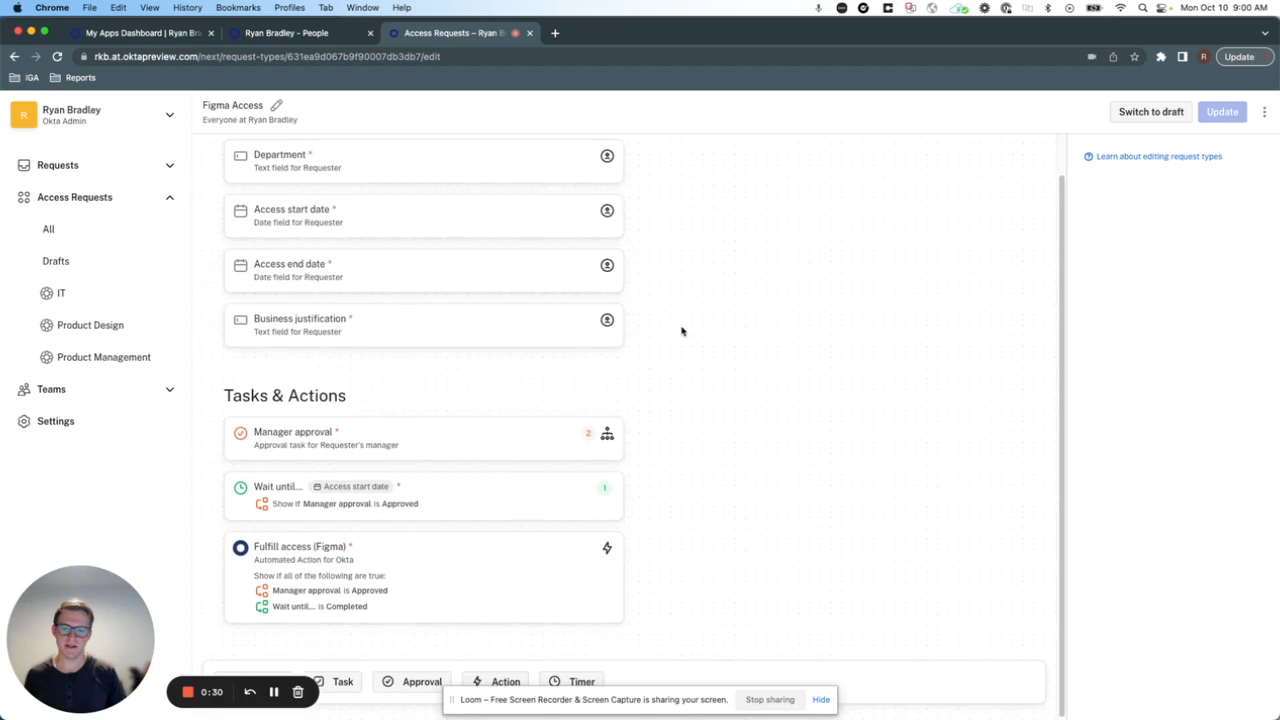 Chrome File Edit View History Bookmarks Profiles Tab Window Help Mon Oct 10 9:00 AM
My Apps Dashboard | Ryan Br Ryan Bradley - People Access Requests – Ryan B
rkb.at.oktapreview.com/next/request-types/631ea9d067b9f90007db3db7/edit R Update
IGA Reports
R
Ryan Bradley
Okta Admin
Requests
Access Requests
All
Drafts
IT
Product Design
Product Management
Teams
Settings
Figma Access
Everyone at Ryan Bradley
Switch to draft Update
Learn about editing request types
Department *
Text field for Requester
Access start date *
Date field for Requester
Access end date *
Date field for Requester
Business justification *
Text field for Requester
Tasks & Actions
Manager approval * 2
Approval task for Requester's manager
Wait until... Access start date * 1
Show if Manager approval is Approved
Fulfill access (Figma) *
Automated Action for Okta
Show if all of the following are true:
Manager approval is Approved
Wait until... is Completed
Task Approval Action Timer
0:30
Loom – Free Screen Recorder & Screen Capture is sharing your screen. Stop sharing Hide